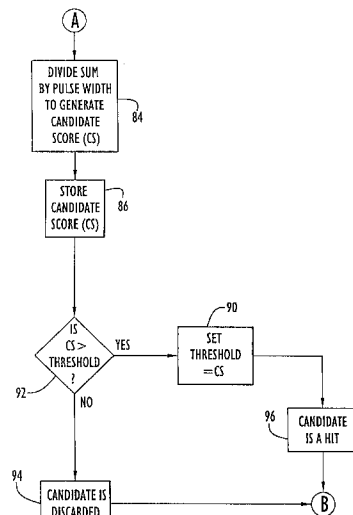 A
DIVIDE SUM
BY PULSE WIDTH
TO GENERATE
CANDIDATE
SCORE (CS)
84
STORE
CANDIDATE
SCORE (CS)
86
IS
CS >
THRESHOLD
?
92
YES
NO
90
SET
THRESHOLD
=CS
96
CANDIDATE
IS A HIT
94
CANDIDATE IS
DISCARDED
B